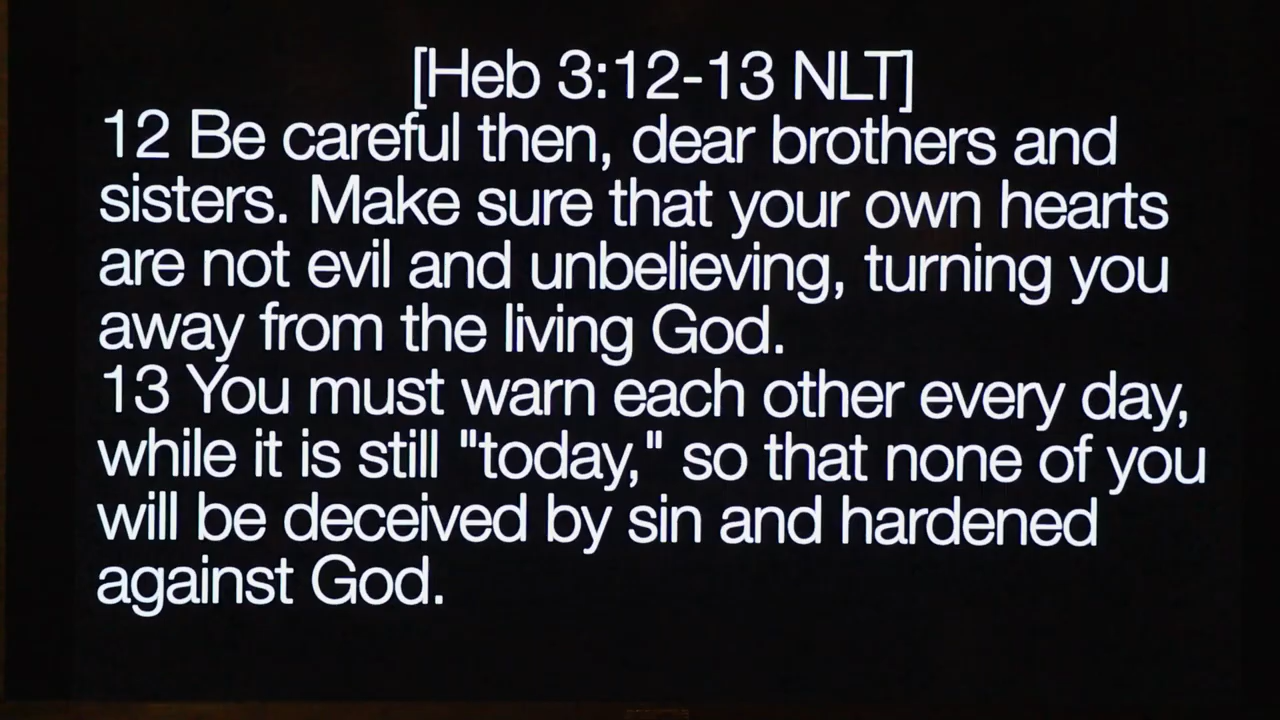 [Heb 3:12-13 NLT]
12 Be careful then, dear brothers and
sisters. Make sure that your own hearts
are not evil and unbelieving, turning you
away from the living God.
13 You must warn each other every day,
while it is still "today," so that none of you
will be deceived by sin and hardened
against God.